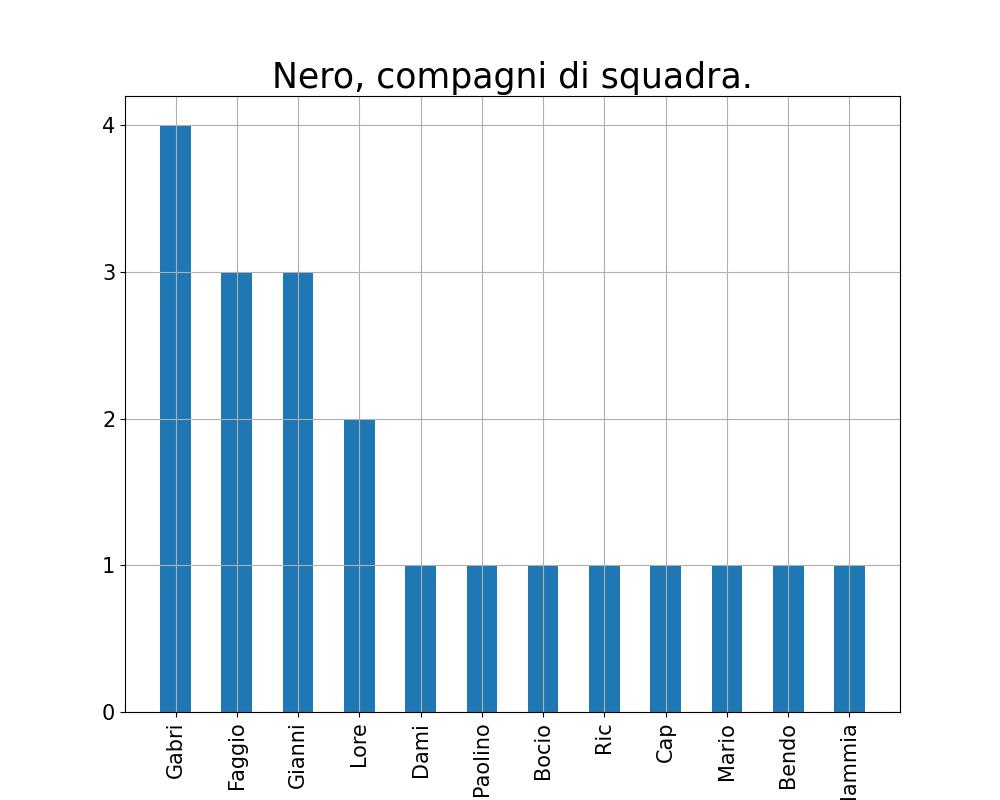 Nero, compagni di squadra.
4
3
2
1
0
Gabri
Faggio
Gianni
Lore
Dami
Paolino
Bocio
Ric
Cap
Mario
Bendo